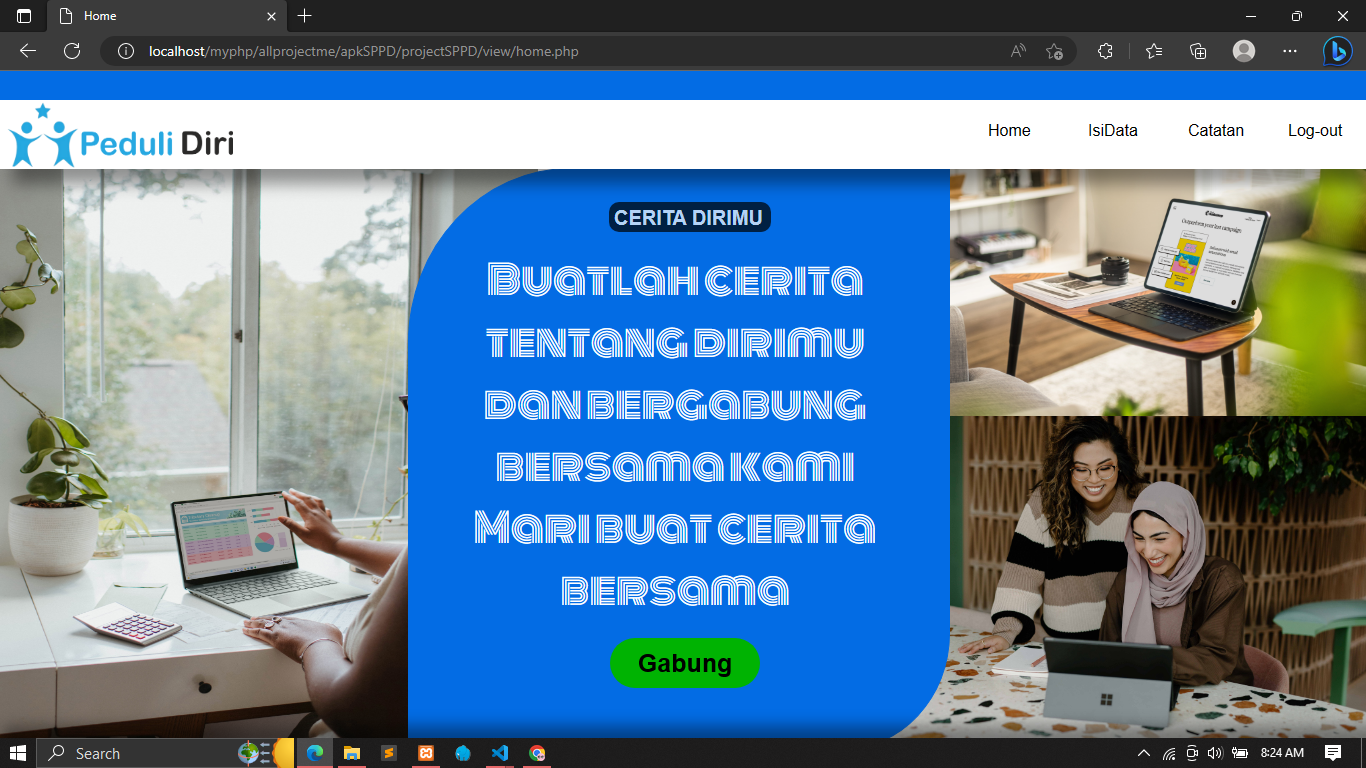 Home
localhost/myphp/allprojectme/apkSPPD/projectSPPD/view/home.php
Peduli Diri
Home IsiData Catatan Log-out
CERITA DIRIMU
Buatlah cerita
tentang dirimu
dan bergabung
bersama kami
Mari buat cerita
bersama
Gabung
Search
8:24 AM